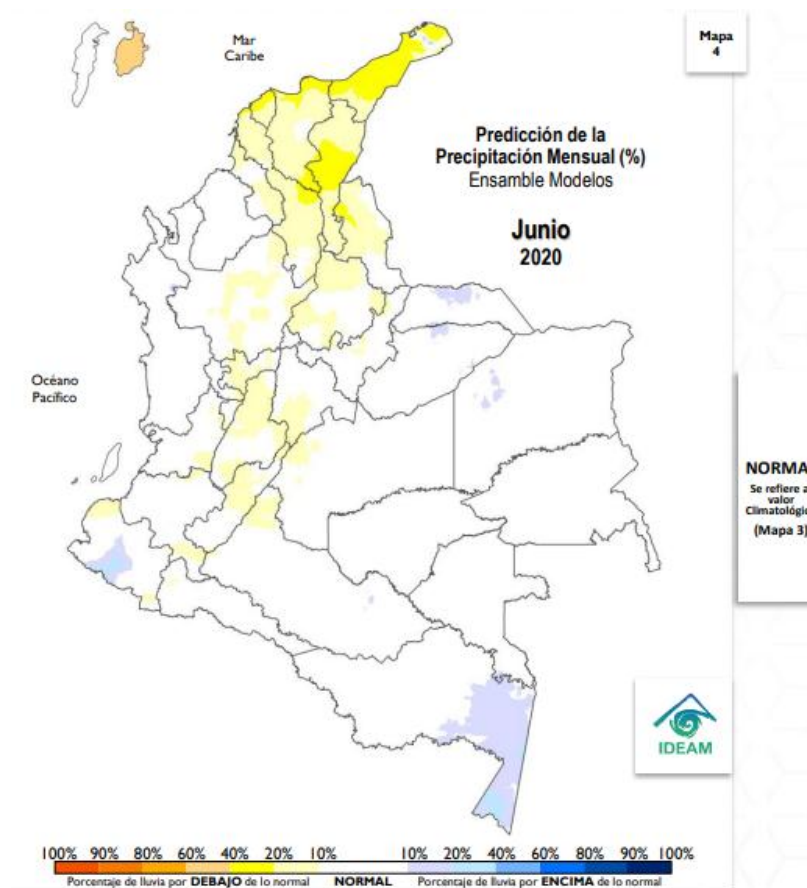 Mar
Caribe
Mapa
4
Predicción de la
Precipitación Mensual (%)
Ensamble Modelos
Junio
2020
Océano
Pacífico
NORMA
Se refiere a
valor
Climatológic
(Mapa 3)
IDEAM
100% 90% 80% 60% 40% 20% 10% 10% 20% 40% 60% 80% 90% 100%
Porcentaje de lluvia por DEBAJO de lo normal NORMAL Porcentaje de lluvia por ENCIMA de lo normal